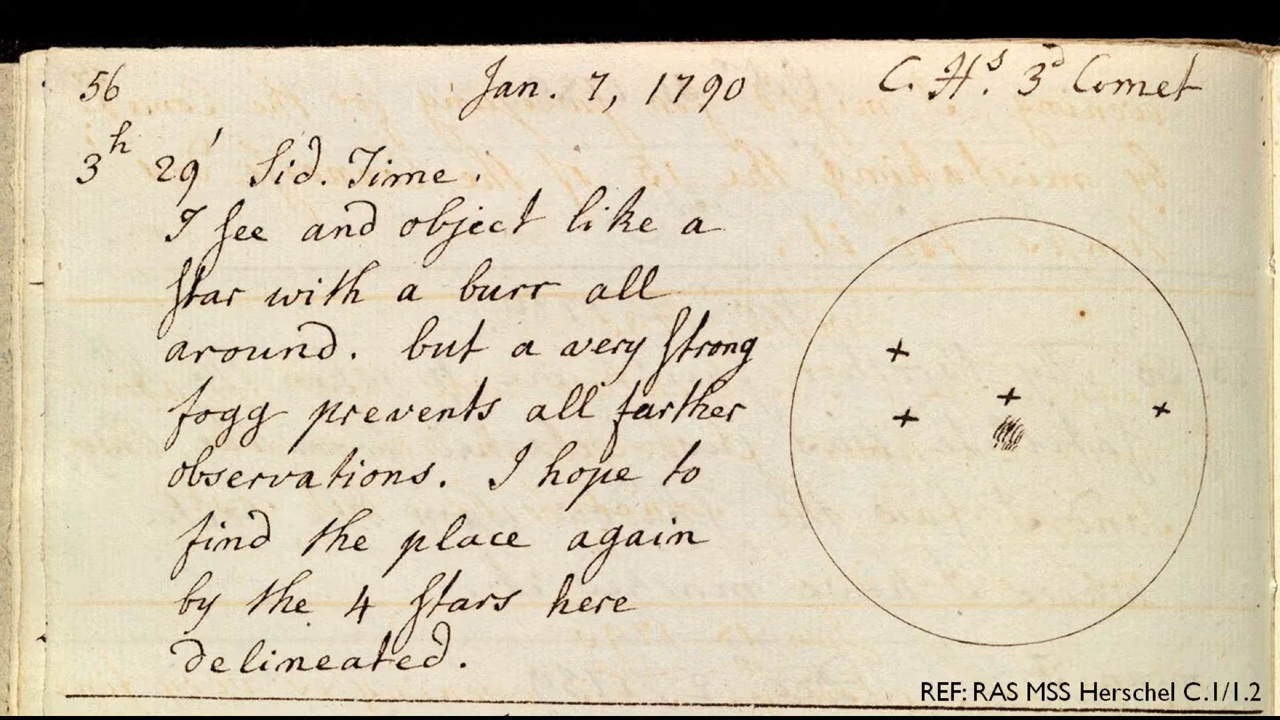 56 Jan. 7, 1790 C. H.s 3d Comet
3h 29' Sid. Time.
I see and object like a
star with a burr all
around. but a very strong
fogg prevents all farther
observations. I hope to
find the place again
by the 4 stars here
delineated.
REF: RAS MSS Herschel C.1/1.2